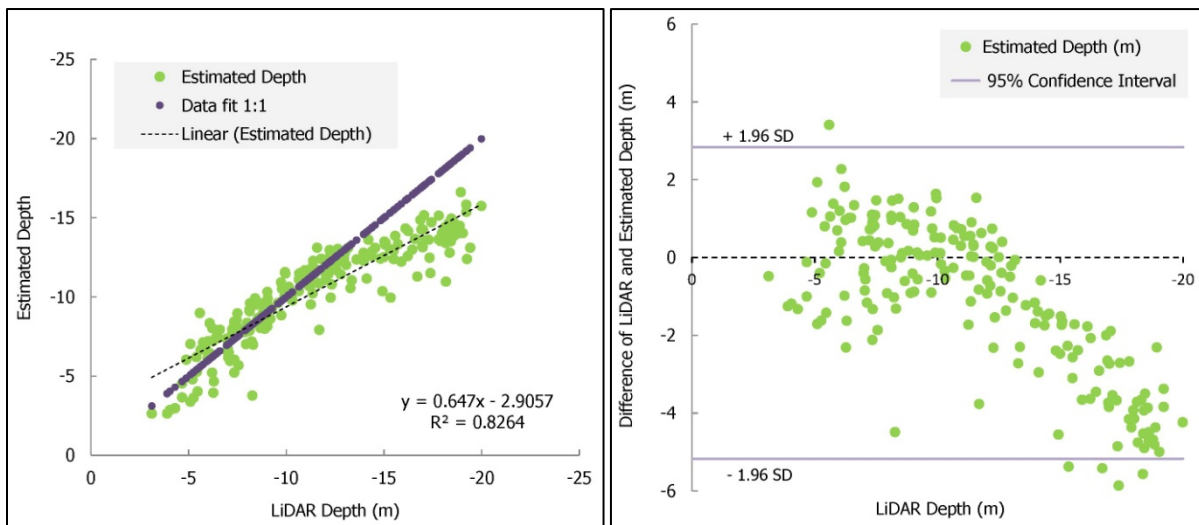 -25
-20
-15
-10
-5
0
0
-5
-10
-15
-20
-25
Estimated Depth
LiDAR Depth (m)
Estimated Depth
Data fit 1:1
Linear (Estimated Depth)
y = 0.647x - 2.9057
R² = 0.8264
6
4
2
0
-2
-4
-6
0
-5
-10
-15
-20
Difference of LiDAR and Estimated Depth (m)
LiDAR Depth (m)
Estimated Depth (m)
95% Confidence Interval
+ 1.96 SD
- 1.96 SD